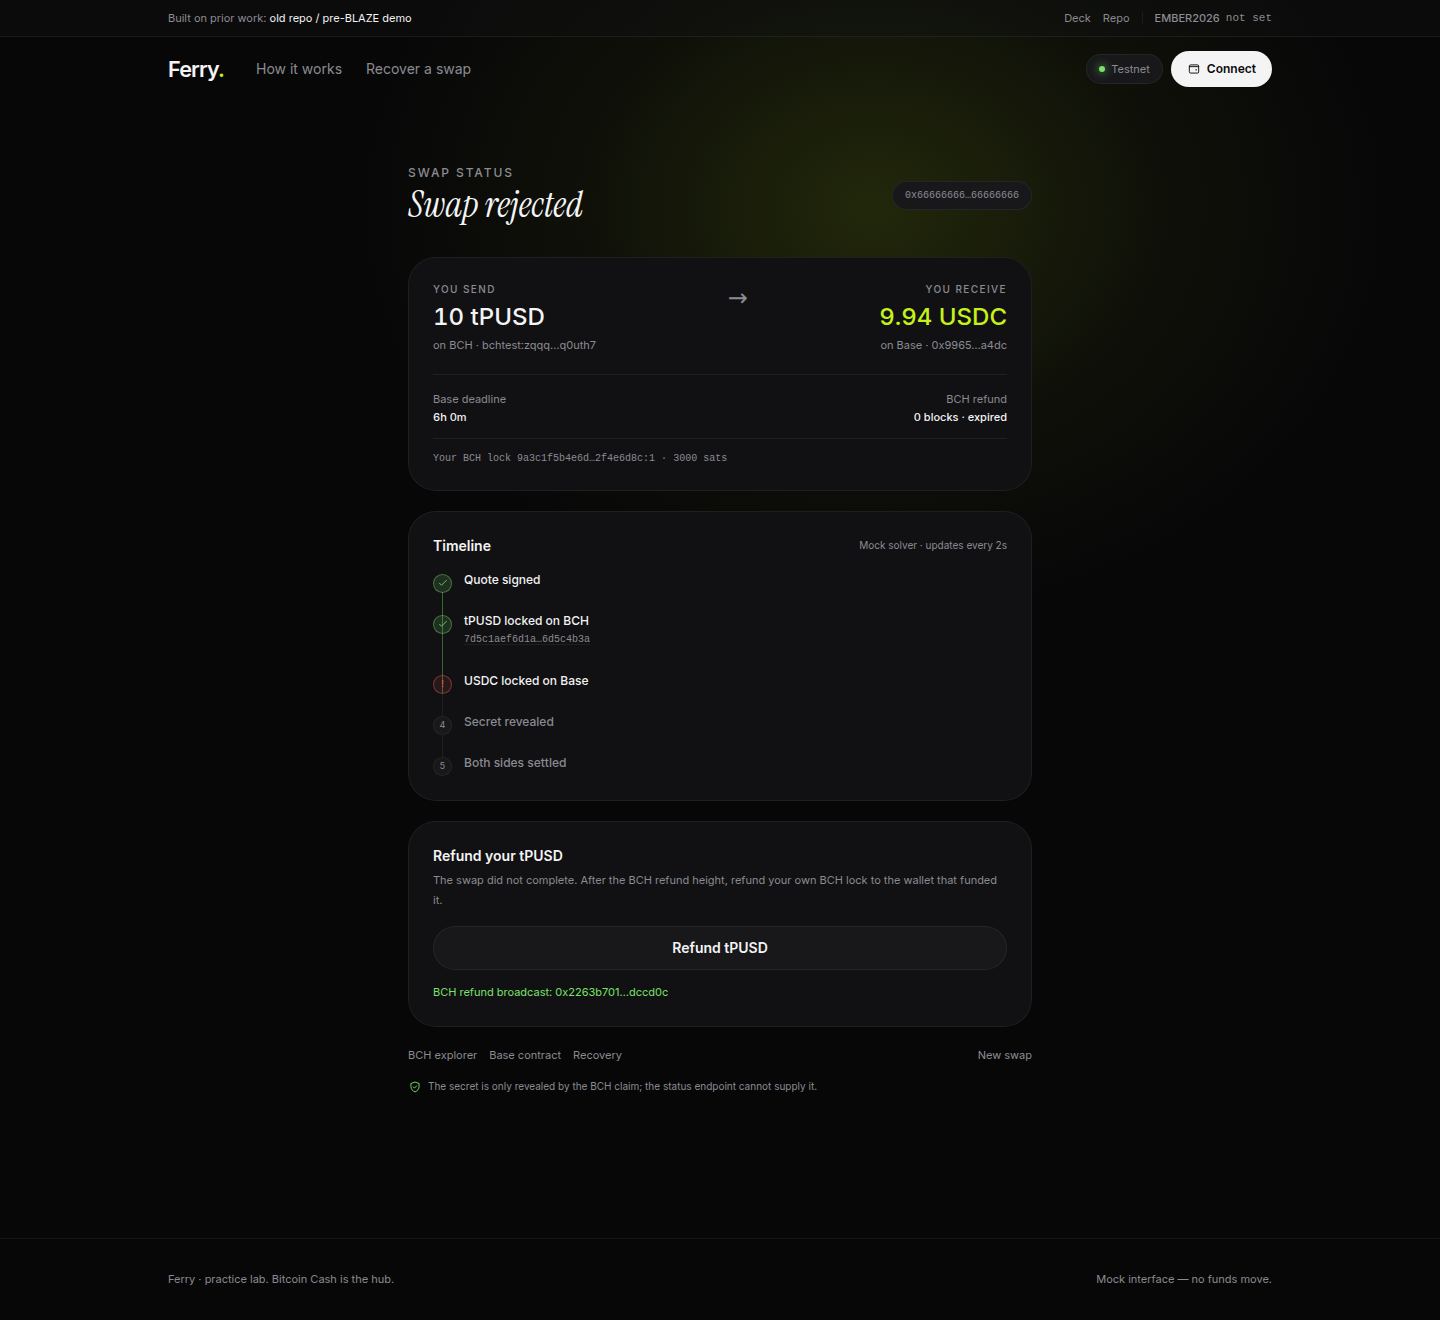 Built on prior work: old repo / pre-BLAZE demo
Deck Repo EMBER2026 not set
Ferry.
How it works Recover a swap
Testnet Connect
SWAP STATUS
Swap rejected
0x66666666…66666666
YOU SEND
10 tPUSD
on BCH · bchtest:zqqq…q0uth7
→
YOU RECEIVE
9.94 USDC
on Base · 0x9965…a4dc
Base deadline
6h 0m
BCH refund
0 blocks · expired
Your BCH lock 9a3c1f5b4e6d…2f4e6d8c:1 · 3000 sats
Timeline
Mock solver · updates every 2s
Quote signed
tPUSD locked on BCH
7d5c1aef6d1a…6d5c4b3a
! USDC locked on Base
4 Secret revealed
5 Both sides settled
Refund your tPUSD
The swap did not complete. After the BCH refund height, refund your own BCH lock to the wallet that funded
it.
Refund tPUSD
BCH refund broadcast: 0x2263b701…dccd0c
BCH explorer Base contract Recovery
New swap
The secret is only revealed by the BCH claim; the status endpoint cannot supply it.
Ferry · practice lab. Bitcoin Cash is the hub.
Mock interface — no funds move.